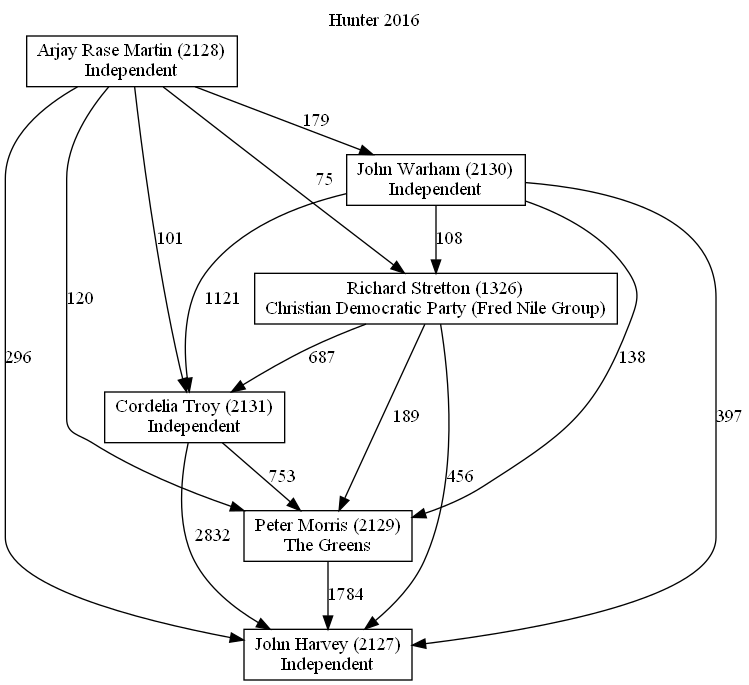 Hunter 2016
Arjay Rase Martin (2128)
Independent
179
John Warham (2130)
Independent
75
101
1121
108
Richard Stretton (1326)
Christian Democratic Party (Fred Nile Group)
120
296
687
138
397
Cordelia Troy (2131)
Independent
189
753
456
Peter Morris (2129)
The Greens
2832
1784
John Harvey (2127)
Independent